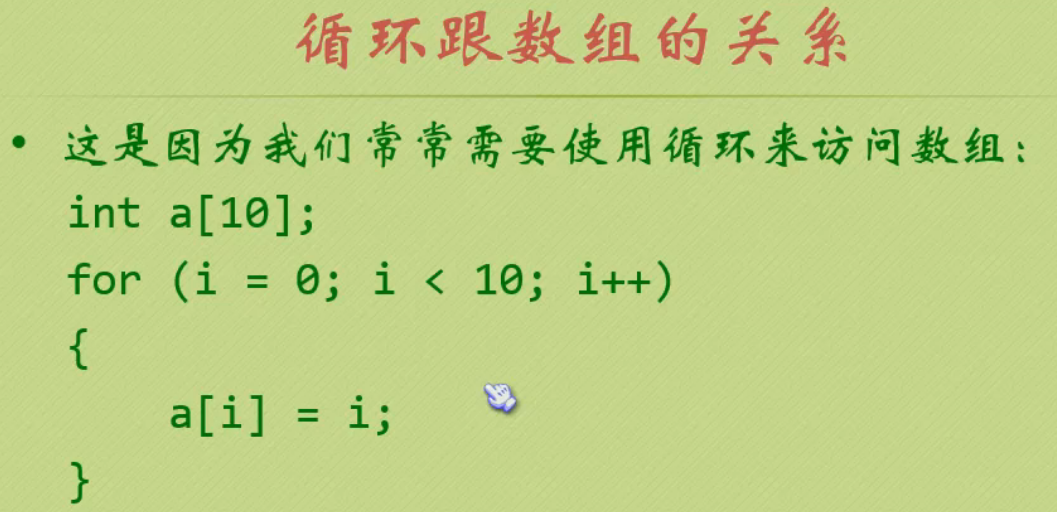 循环跟数组的关系
• 这是因为我们常常需要使用循环来访问数组：
int a[10];
for (i = 0; i < 10; i++)
{
    a[i] = i;
}